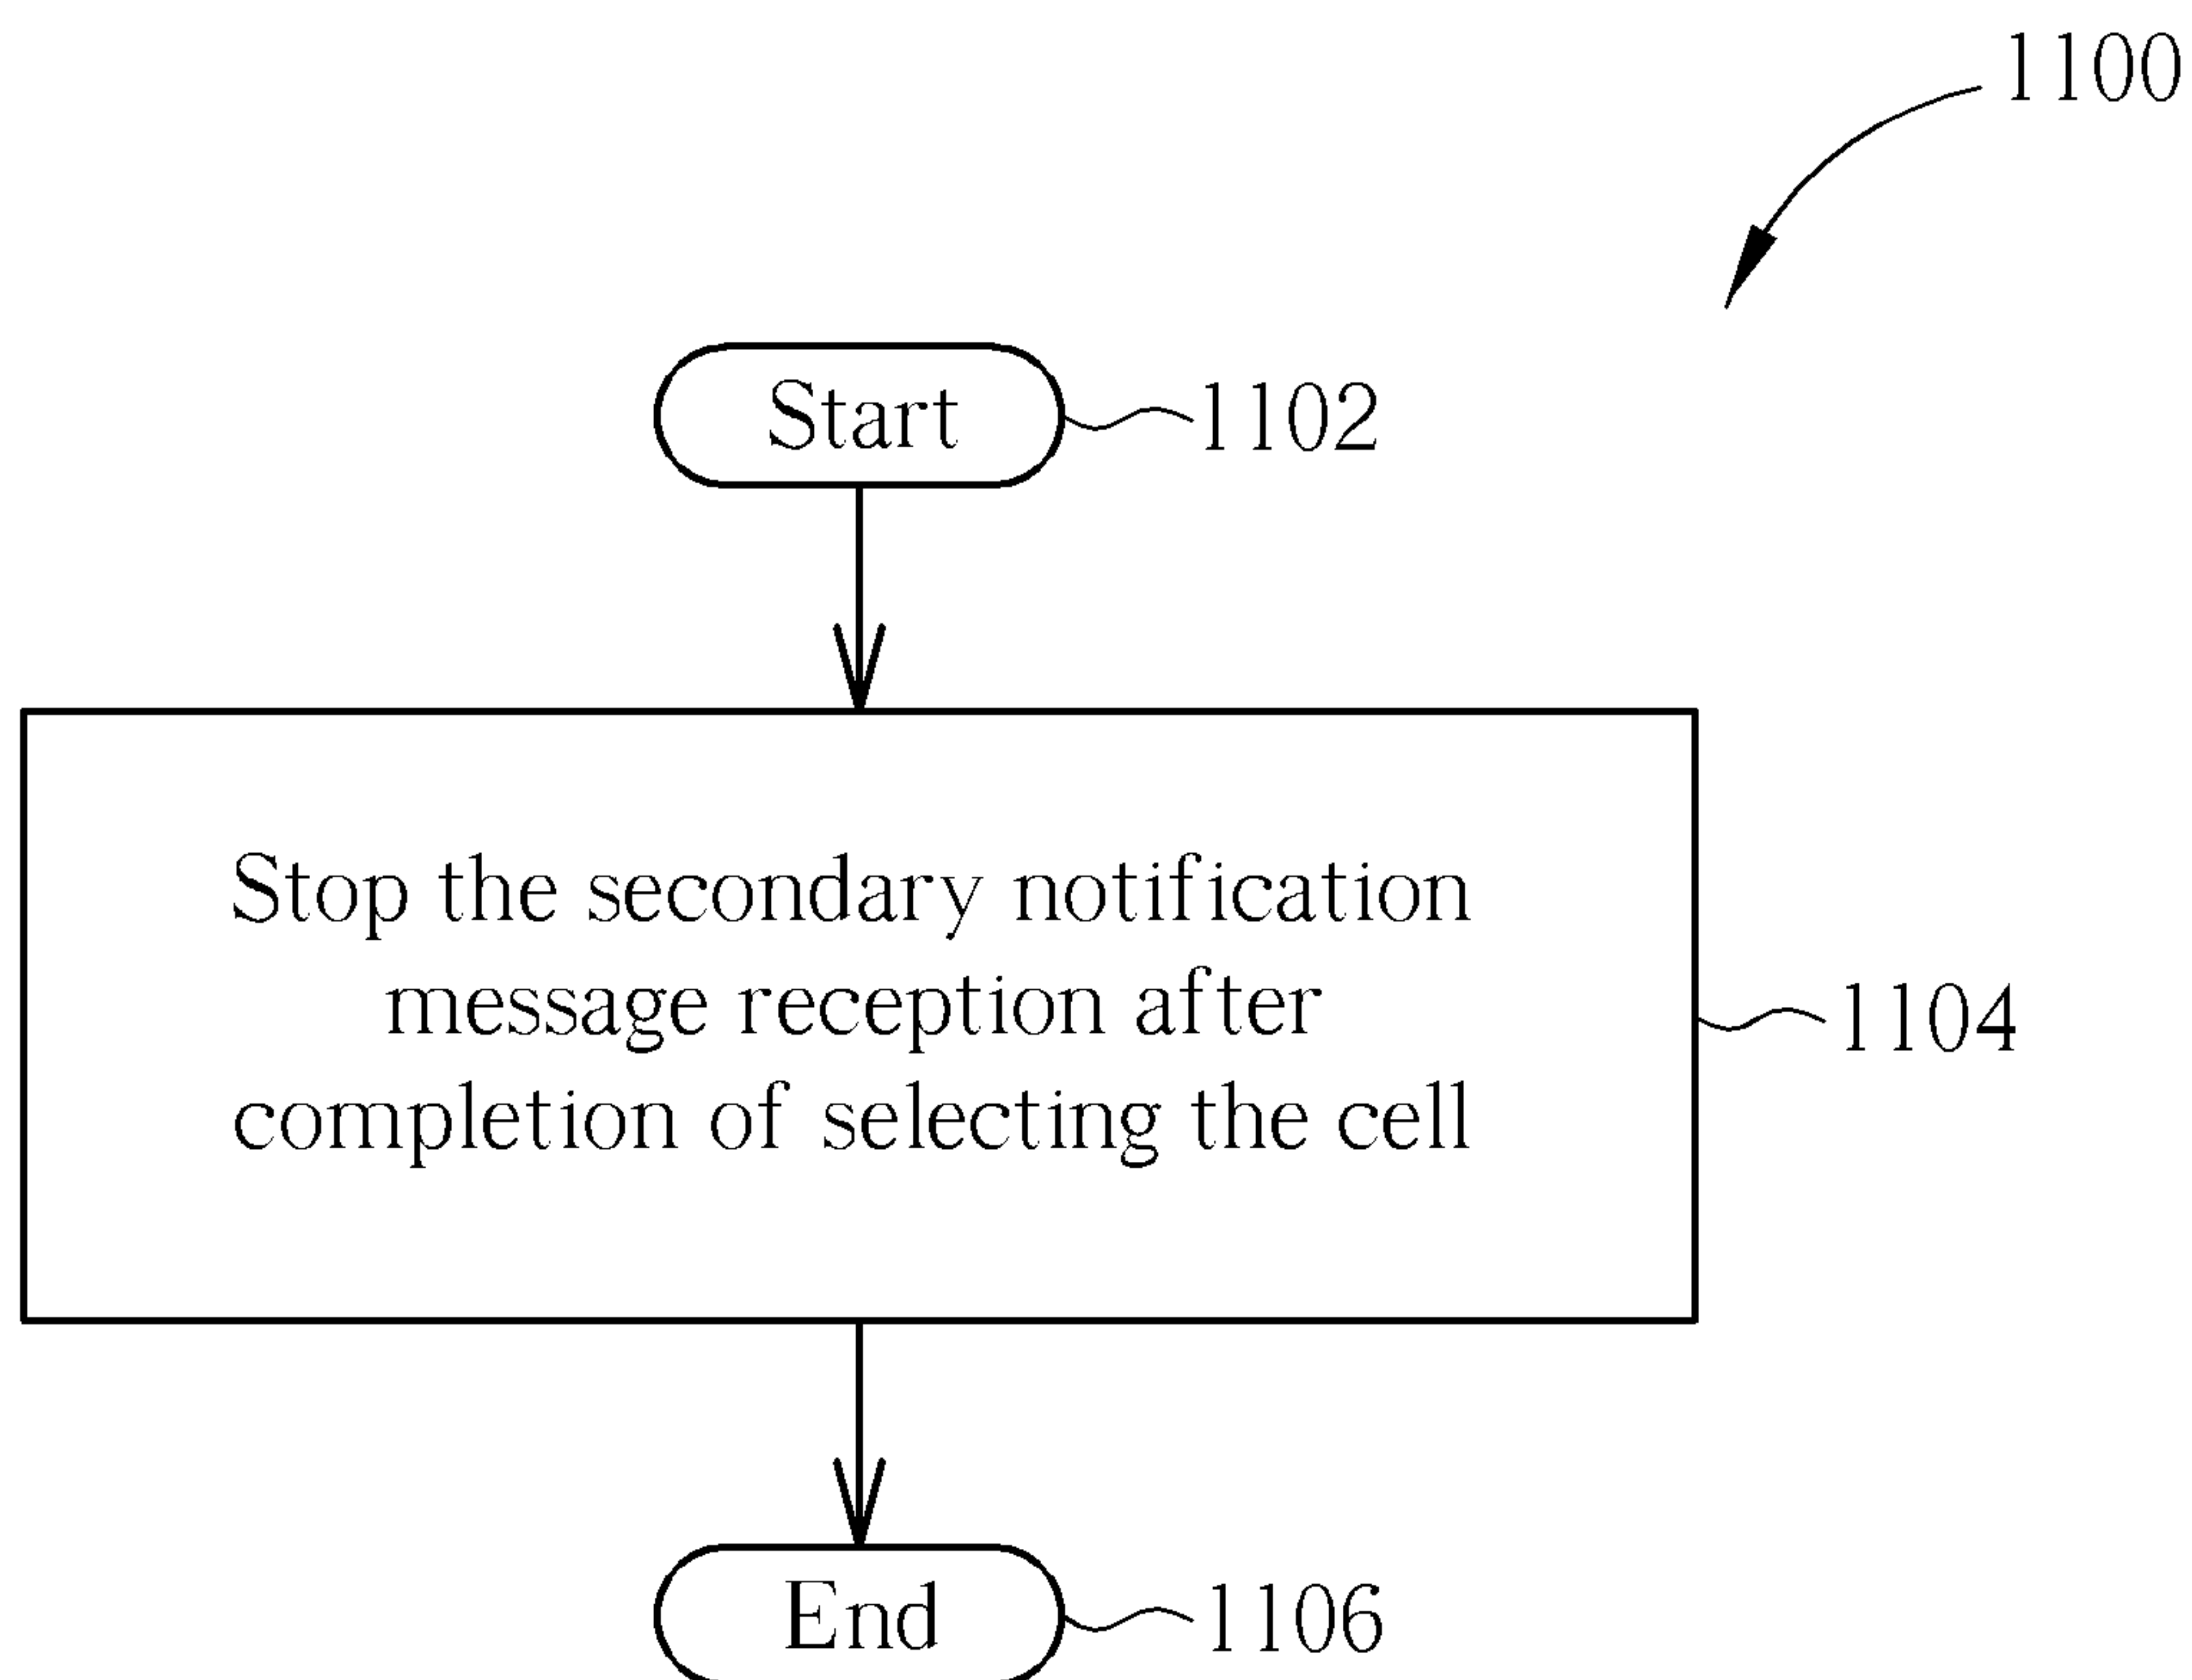 1100
Start
1102
Stop the secondary notification
message reception after
completion of selecting the cell
1104
End
1106